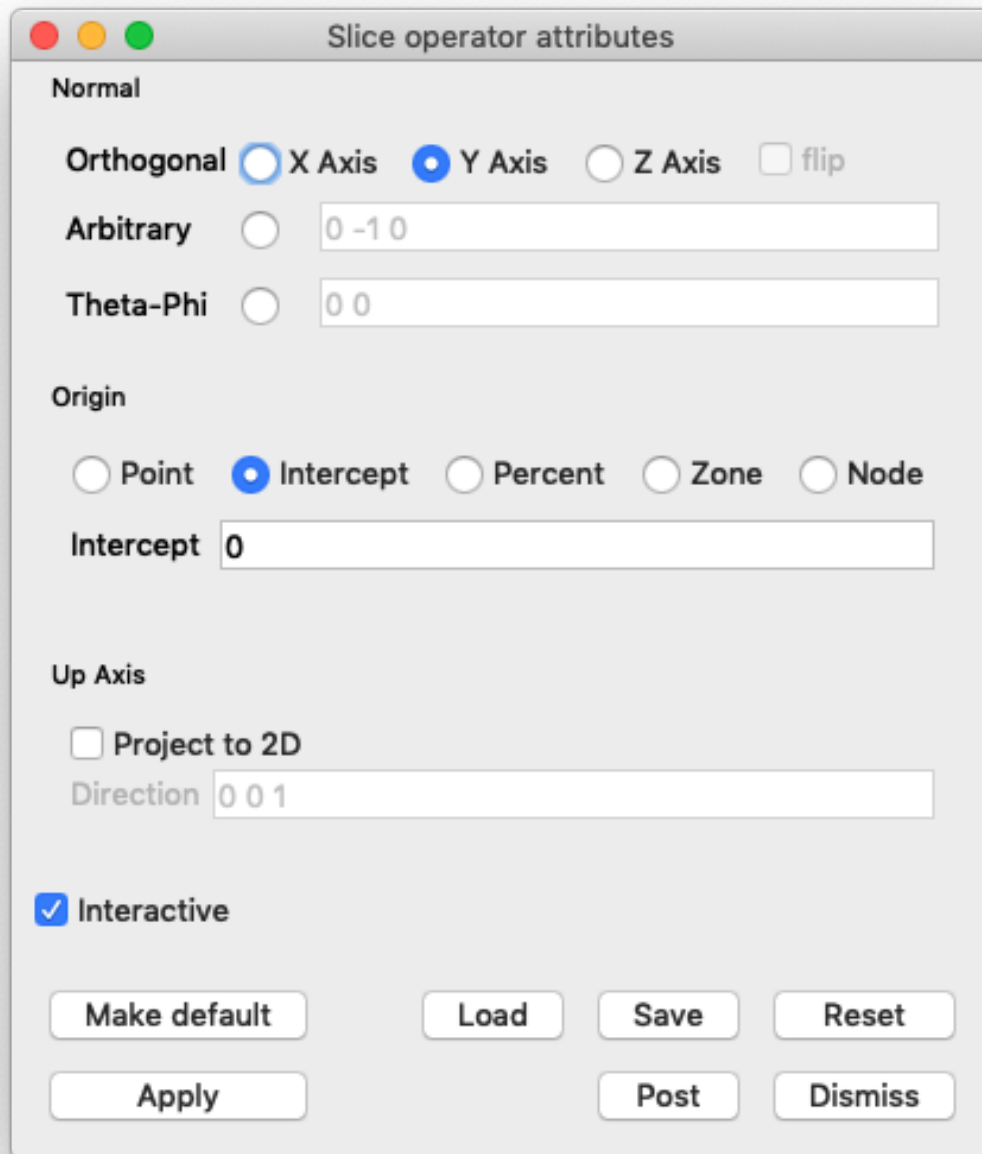 Slice operator attributes
Normal
Orthogonal X Axis Y Axis Z Axis flip
Arbitrary 0 -1 0
Theta-Phi 0 0
Origin
Point Intercept Percent Zone Node
Intercept 0
Up Axis
Project to 2D
Direction 0 0 1
Interactive
Make default Load Save Reset
Apply Post Dismiss